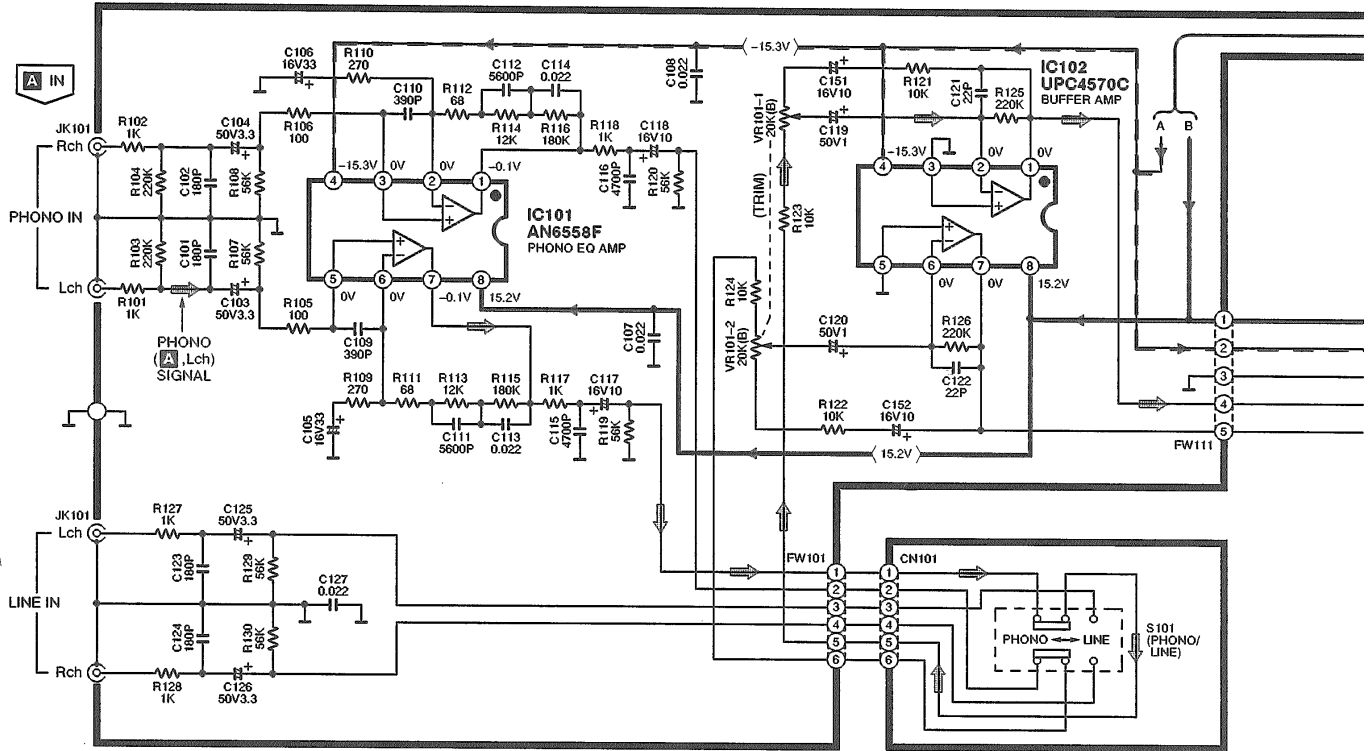 A IN
JK101
Rch
PHONO IN
Lch
R102
1K
C104
50V3.3
R104
220K
C102
180P
R108
56K
R103
220K
C101
180P
R107
56K
R101
1K
C103
50V3.3
PHONO
(A,Lch)
SIGNAL
C106
16V33
R110
270
R106
100
C110
390P
R112
68
C112
5600P
C114
0.022
R114
12K
R116
180K
R118
1K
C116
4700P
C118
16V10
R120
56K
C108
0.022
-15.3V
-15.3V
0V
0V
-0.1V
4
3
2
1
IC101
AN6558F
PHONO EQ AMP
5
6
7
8
0V
0V
-0.1V
15.2V
R105
100
C109
390P
C107
0.022
R109
270
R111
68
R113
12K
R115
180K
R117
1K
C117
16V10
C105
16V33
C111
5600P
C113
0.022
C115
4700P
R119
56K
VR101-1
20K(B)
(TRIM)
R123
10K
R124
10K
VR101-2
20K(B)
C151
16V10
R121
10K
C119
50V1
C121
22P
R125
220K
IC102
UPC4570C
BUFFER AMP
-15.3V
0V
0V
4
3
2
1
5
6
7
8
0V
0V
15.2V
C120
50V1
R126
220K
C122
22P
R122
10K
C152
16V10
15.2V
A
B
1
2
3
4
5
FW111
JK101
Lch
LINE IN
Rch
R127
1K
C125
50V3.3
C123
180P
R129
56K
C127
0.022
C124
180P
R130
56K
R128
1K
C126
50V3.3
FW101
CN101
1
1
2
2
3
3
4
4
5
5
6
6
PHONO
LINE
S101
(PHONO/
LINE)